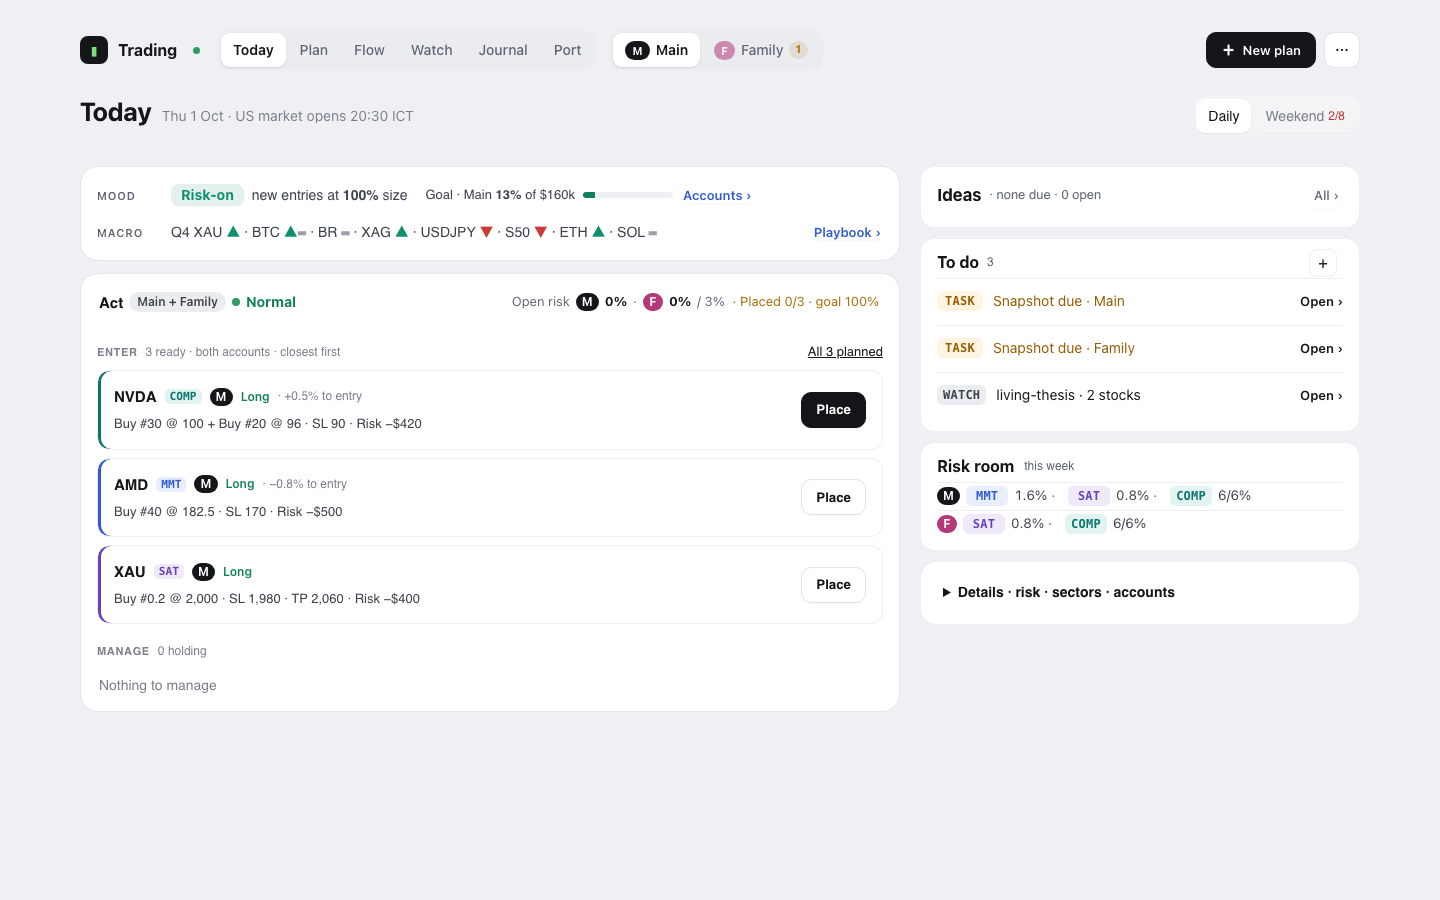 Trading Today Plan Flow Watch Journal Port M Main F Family 1 + New plan ...
Today Thu 1 Oct · US market opens 20:30 ICT Daily Weekend 2/8
MOOD Risk-on new entries at 100% size Goal · Main 13% of $160k Accounts ›
MACRO Q4 XAU ▲ · BTC ▲▬ · BR ▬ · XAG ▲ · USDJPY ▼ · S50 ▼ · ETH ▲ · SOL ▬ Playbook ›
Act Main + Family Normal Open risk M 0% · F 0% / 3% · Placed 0/3 · goal 100%
ENTER 3 ready · both accounts · closest first All 3 planned
NVDA COMP M Long · +0.5% to entry
Buy #30 @ 100 + Buy #20 @ 96 · SL 90 · Risk −$420
Place
AMD MMT M Long · −0.8% to entry
Buy #40 @ 182.5 · SL 170 · Risk −$500
Place
XAU SAT M Long
Buy #0.2 @ 2,000 · SL 1,980 · TP 2,060 · Risk −$400
Place
MANAGE 0 holding
Nothing to manage
Ideas · none due · 0 open All ›
To do 3 +
TASK Snapshot due · Main Open ›
TASK Snapshot due · Family Open ›
WATCH living-thesis · 2 stocks Open ›
Risk room this week
M MMT 1.6% · SAT 0.8% · COMP 6/6%
F SAT 0.8% · COMP 6/6%
▶ Details · risk · sectors · accounts